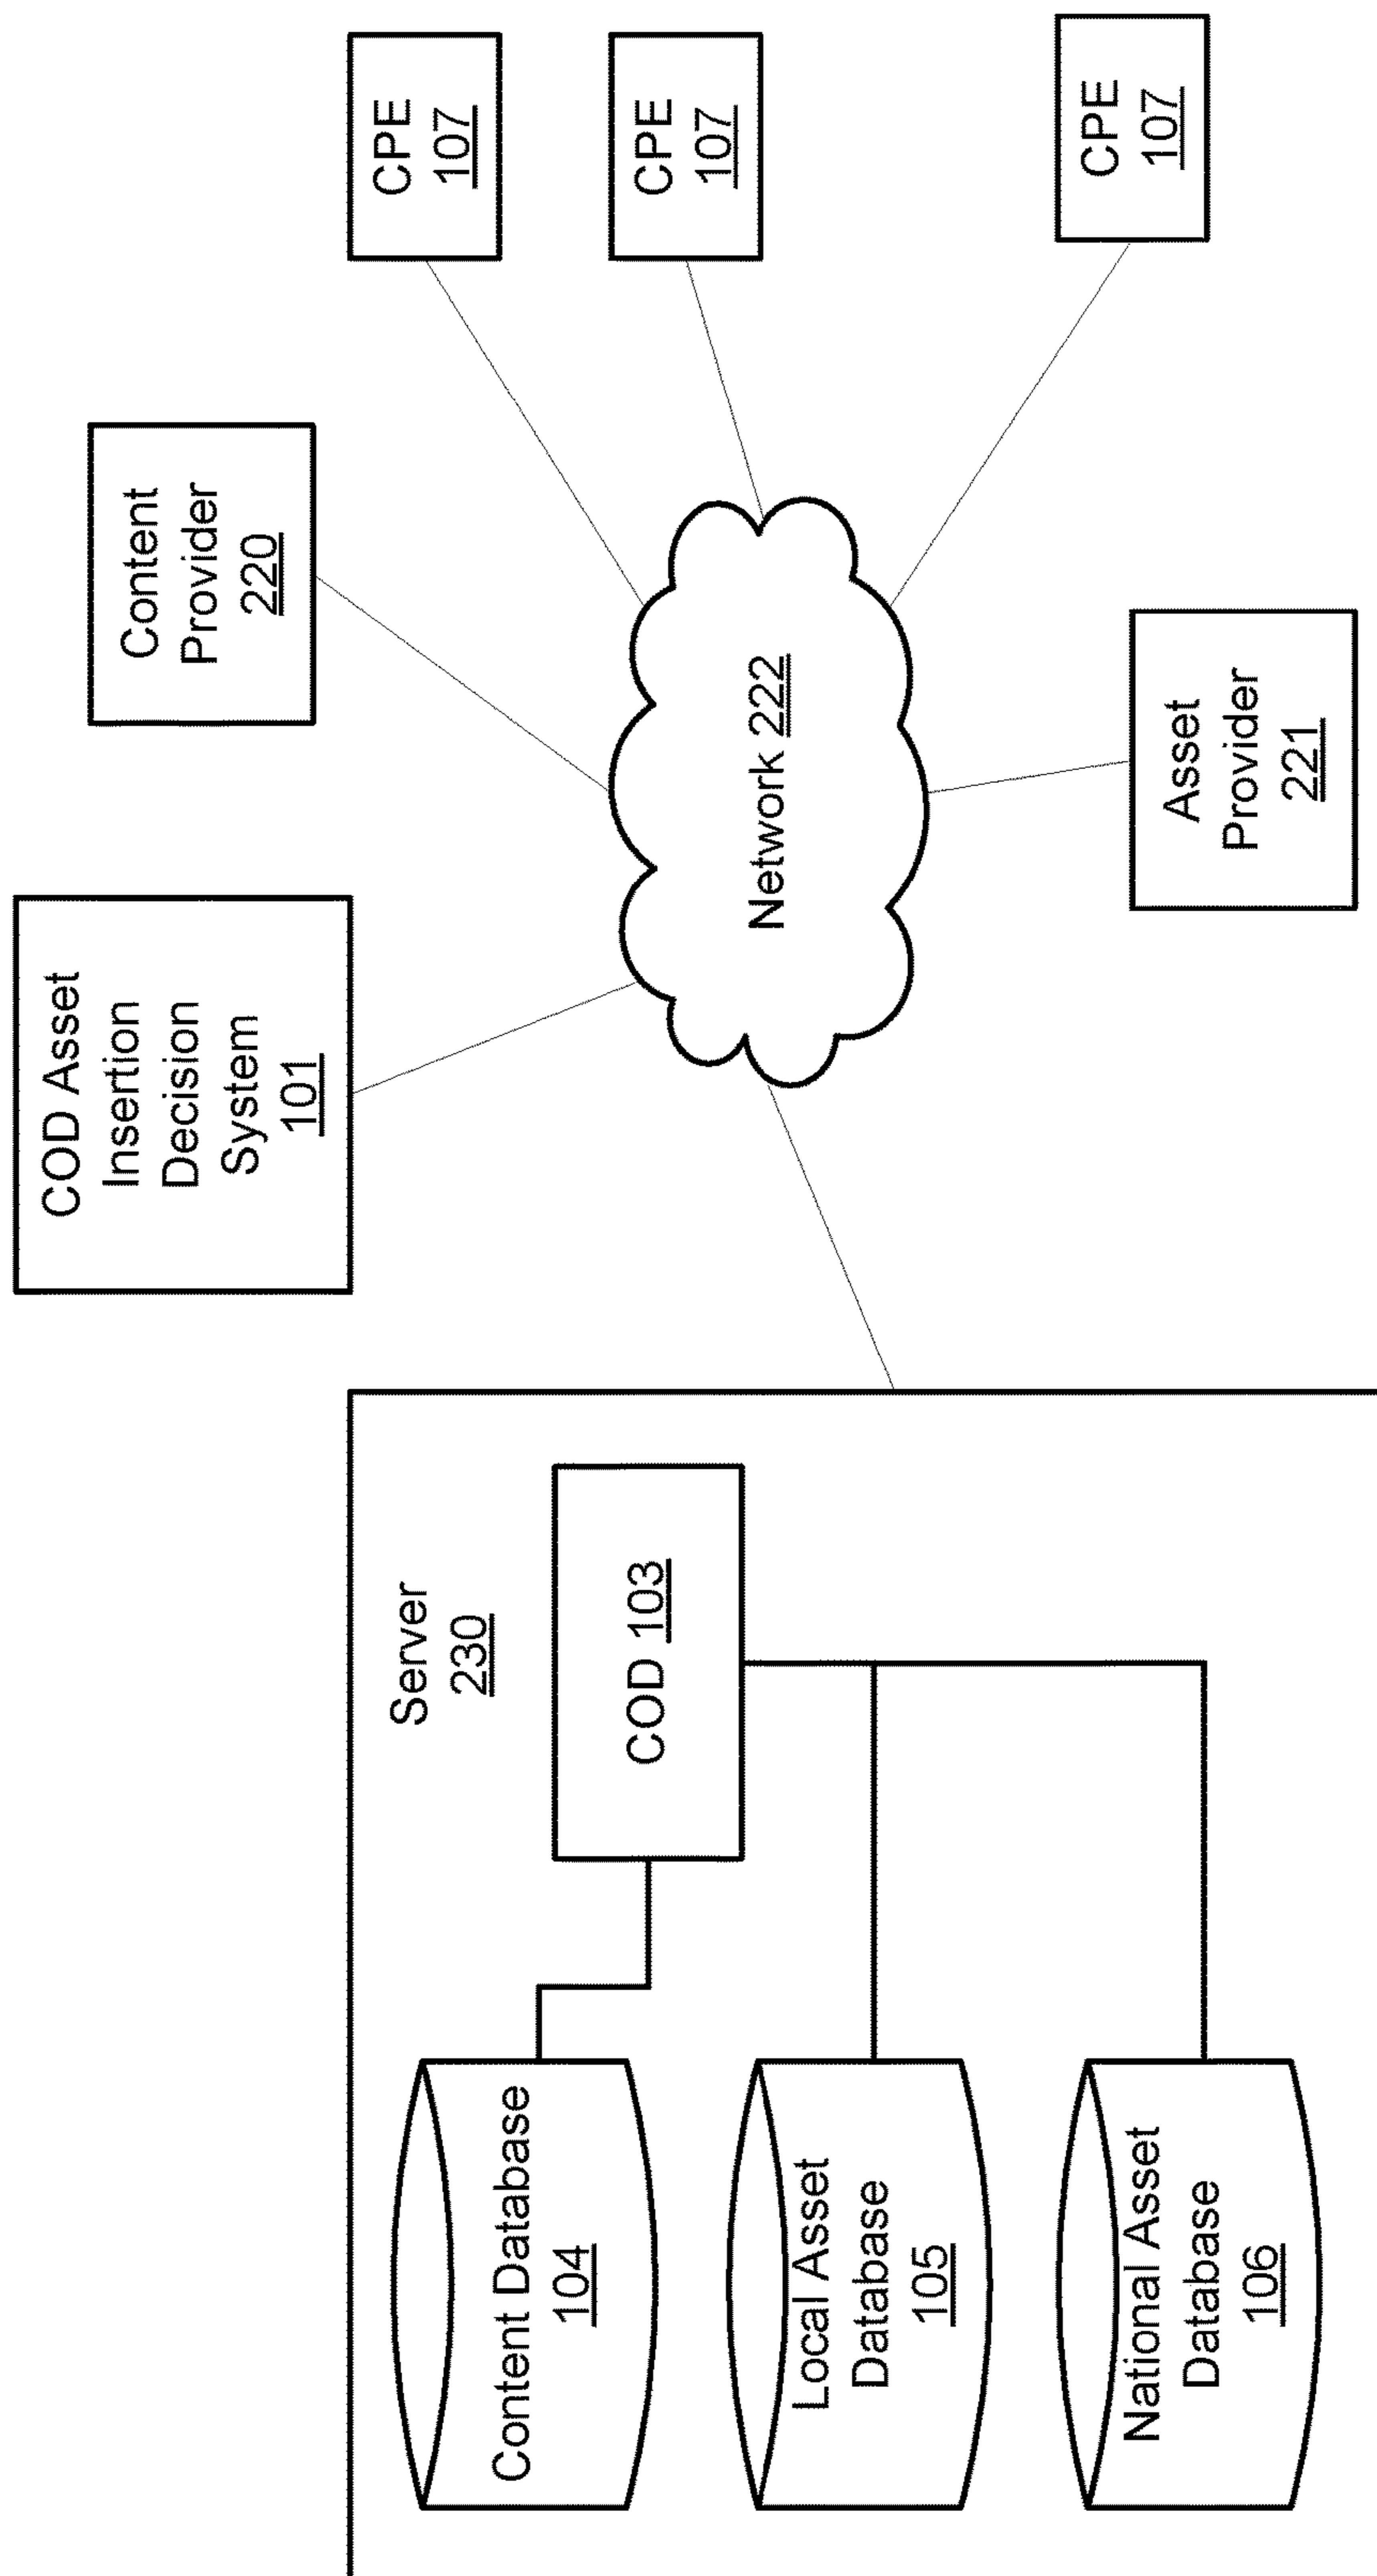 COD Asset
Insertion
Decision
System
101
Content
Provider
220
CPE
107
CPE
107
CPE
107
Network 222
Asset
Provider
221
Server
230
COD 103
Content Database
104
Local Asset
Database
105
National Asset
Database
106